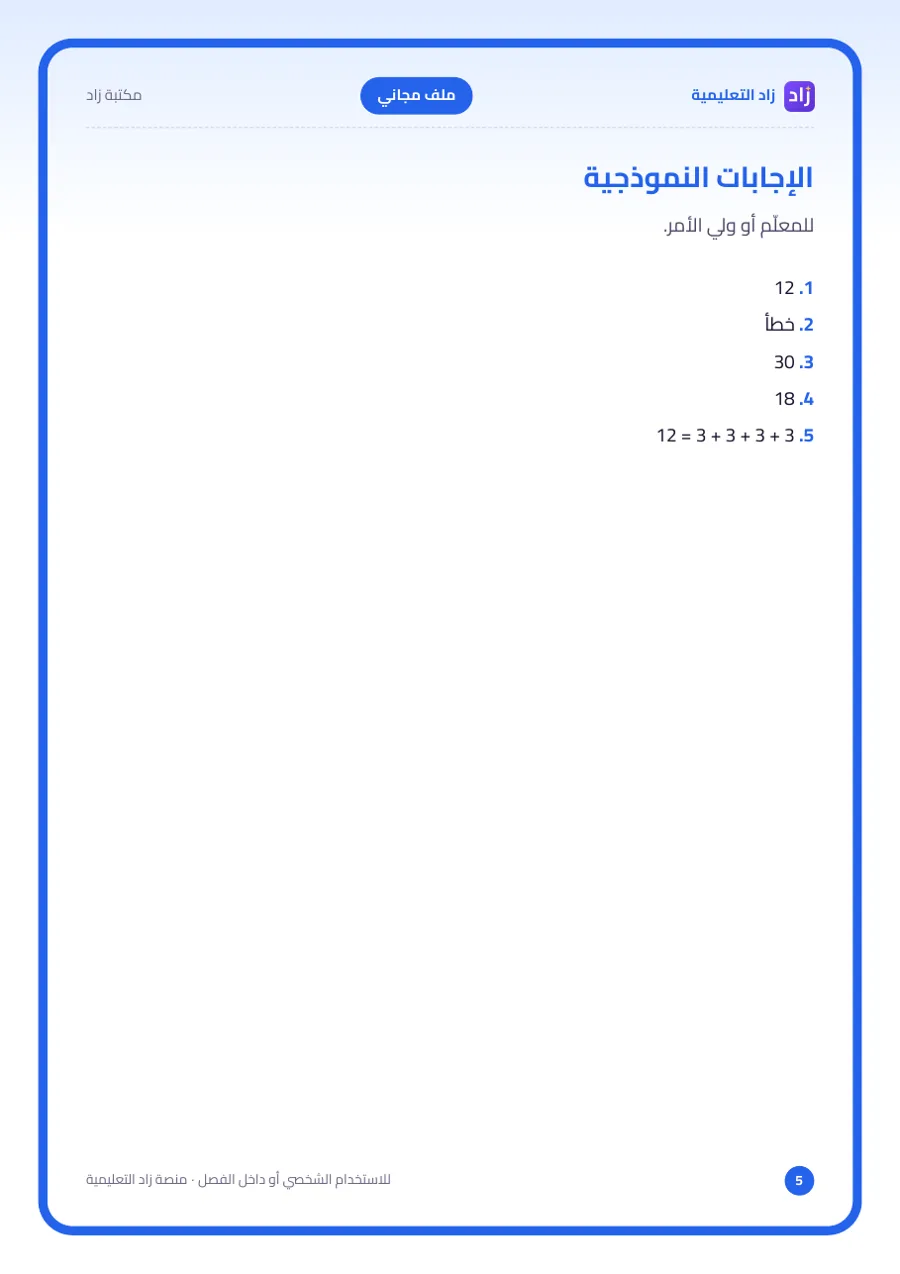 زاد زاد التعليمية
ملف مجاني
مكتبة زاد
الإجابات النموذجية
للمعلّم أو ولي الأمر.
1. 12
2. خطأ
3. 30
4. 18
5. 3 + 3 + 3 + 3 = 12
5
للاستخدام الشخصي أو داخل الفصل · منصة زاد التعليمية